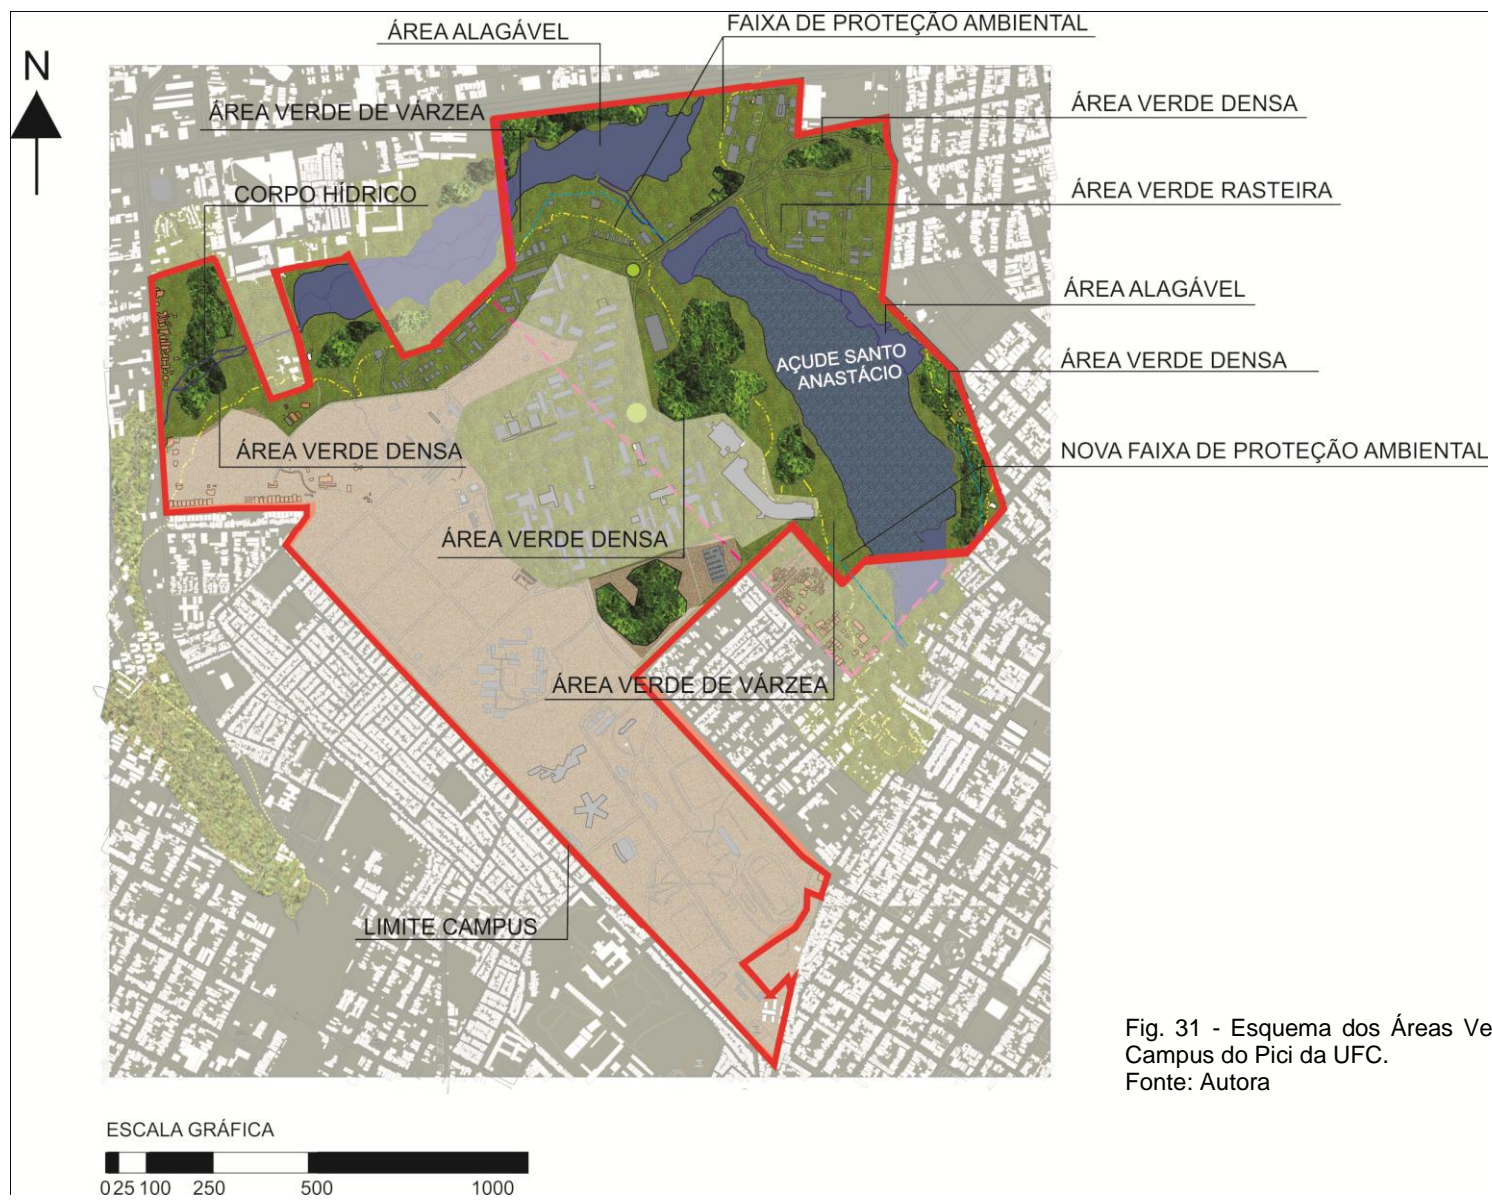 ÁREA ALAGÁVEL
FAIXA DE PROTEÇÃO AMBIENTAL
N
ÁREA VERDE DE VÁRZEA
ÁREA VERDE DENSA
CORPO HÍDRICO
ÁREA VERDE RASTEIRA
ÁREA ALAGÁVEL
AÇUDE SANTO
ANASTÁCIO
ÁREA VERDE DENSA
ÁREA VERDE DENSA
NOVA FAIXA DE PROTEÇÃO AMBIENTAL
ÁREA VERDE DENSA
ÁREA VERDE DE VÁRZEA
LIMITE CAMPUS
Fig. 31 - Esquema dos Áreas Ve
Campus do Pici da UFC.
Fonte: Autora
ESCALA GRÁFICA
0 25 100 250 500 1000